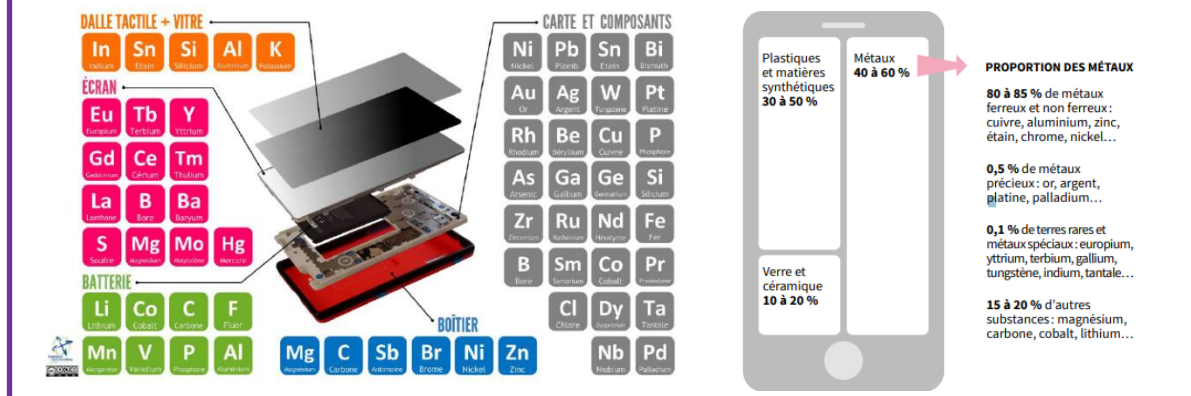 DALLE TACTILE + VITRE
In Sn Si Al K
Indium Etain Silicium Aluminium Potassium
ÉCRAN
Eu Tb Y
Europium Terbium Yttrium
Gd Ce Tm
Gadolinium Cérium Thulium
La B Ba
Lanthane Bore Baryum
S Mg Mo Hg
Soufre Magnésium Molybdène Mercure
BATTERIE
Li Co C F
Lithium Cobalt Carbone Fluor
Mn V P Al
Manganèse Vanadium Phosphore Aluminium
BOÎTIER
Mg C Sb Br Ni Zn
Magnésium Carbone Antimoine Brome Nickel Zinc
CARTE ET COMPOSANTS
Ni Pb Sn Bi
Nickel Plomb Etain Bismuth
Au Ag W Pt
Or Argent Tungstène Platine
Rh Be Cu P
Rhodium Béryllium Cuivre Phosphore
As Ga Ge Si
Arsenic Gallium Germanium Silicium
Zr Ru Nd Fe
Zirconium Ruthénium Néodyme Fer
B Sm Co Pr
Bore Samarium Cobalt
Cl Dy Ta
Chlore Dysprosium Tantale
Nb Pd
Niobium Palladium
Plastiques
et matières
synthétiques
30 à 50 %
Métaux
40 à 60 %
Verre et
céramique
10 à 20 %
PROPORTION DES MÉTAUX
80 à 85 % de métaux
ferreux et non ferreux :
cuivre, aluminium, zinc,
étain, chrome, nickel…
0,5 % de métaux
précieux : or, argent,
platine, palladium…
0,1 % de terres rares et
métaux spéciaux : europium,
yttrium, terbium, gallium,
tungstène, indium, tantale…
15 à 20 % d'autres
substances : magnésium,
carbone, cobalt, lithium…